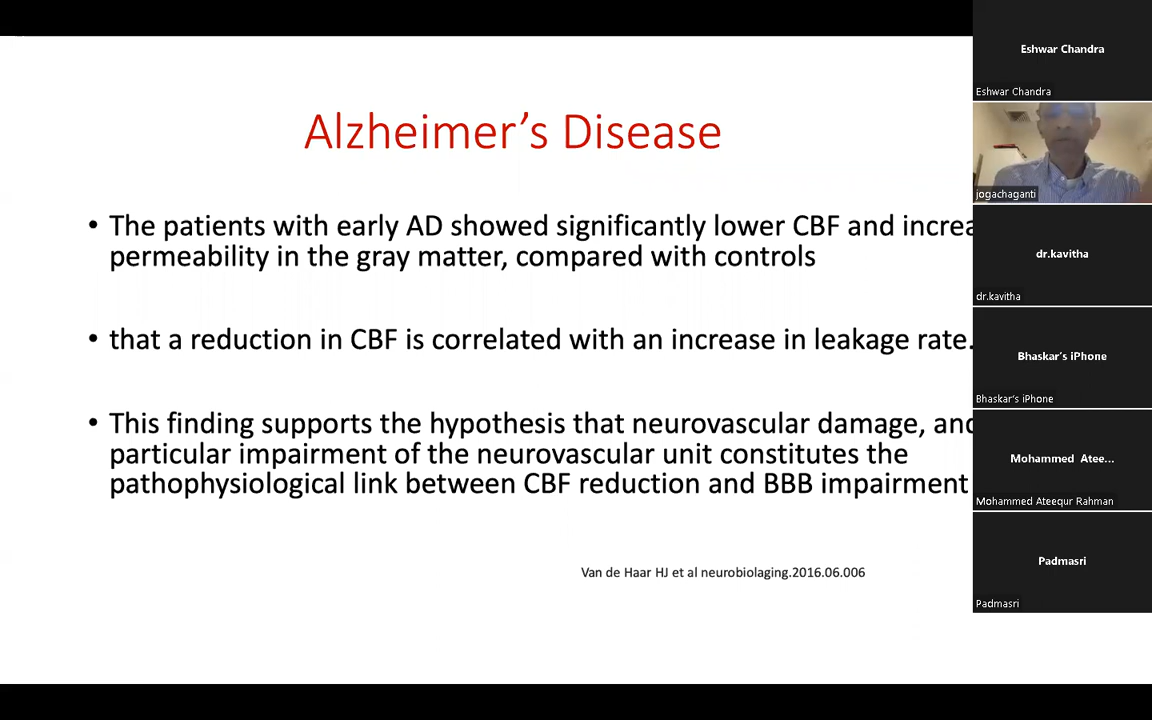 Alzheimer's Disease
• The patients with early AD showed significantly lower CBF and
permeability in the gray matter, compared with controls
• that a reduction in CBF is correlated with an increase in leakage rate.
• This finding supports the hypothesis that neurovascular damage,
particular impairment of the neurovascular unit constitutes the
pathophysiological link between CBF reduction and BBB impairment
Van de Haar HJ et al neurobiolaging.2016.06.006
Eshwar Chandra
Eshwar Chandra
jogachaganti
dr.kavitha
dr.kavitha
Bhaskar's iPhone
Bhaskar's iPhone
Mohammed Atee...
Mohammed Ateequr Rahman
Padmasri
Padmasri